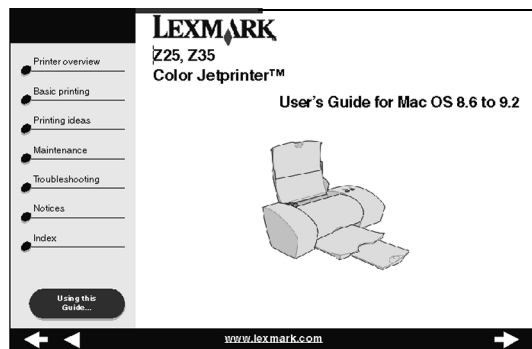 LEXMARK
Z25, Z35
Color Jetprinter™
User's Guide for Mac OS 8.6 to 9.2
Printer overview
Basic printing
Printing ideas
Maintenance
Troubleshooting
Notices
Index
Using this
Guide...
www.lexmark.com